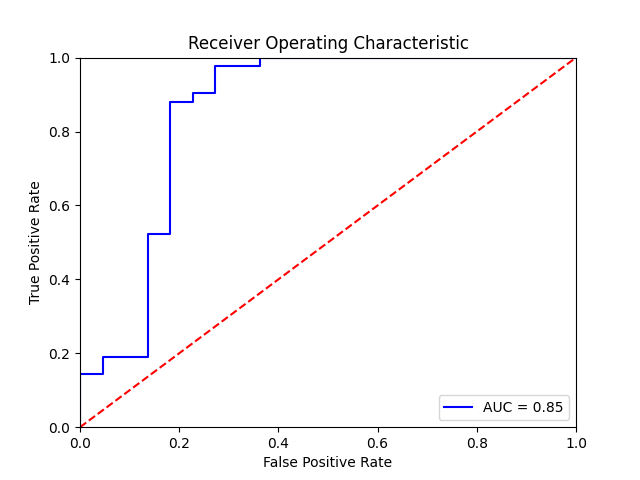 Receiver Operating Characteristic
1.0
0.8
0.6
0.4
0.2
0.0
True Positive Rate
AUC = 0.85
0.0 0.2 0.4 0.6 0.8 1.0
False Positive Rate